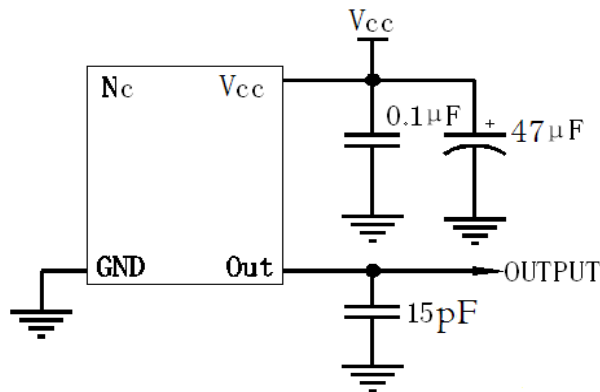 Vcc
Nc Vcc
0.1μF
+
47μF
GND Out
OUTPUT
15pF